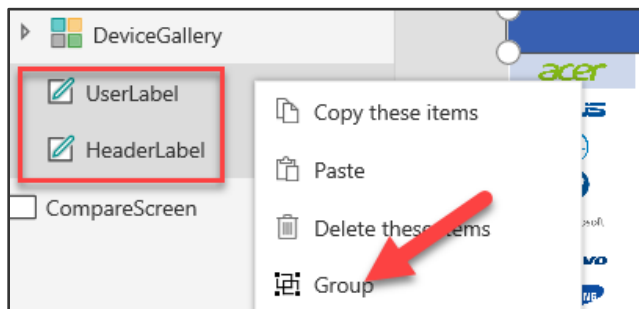 DeviceGallery
UserLabel
HeaderLabel
CompareScreen
Copy these items
Paste
Delete these items
Group
acer